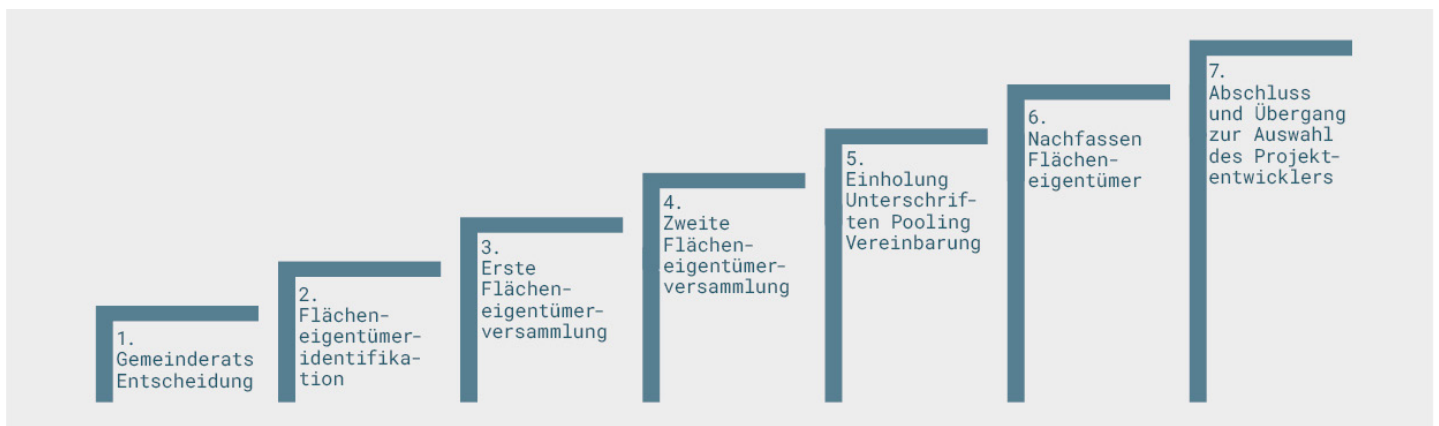 1.
Gemeinderats
Entscheidung
2.
Flächen-
eigentümer-
identifika-
tion
3.
Erste
Flächen-
eigentümer-
versammlung
4.
Zweite
Flächen-
eigentümer-
versammlung
5.
Einholung
Unterschrif-
ten Pooling
Vereinbarung
6.
Nachfassen
Flächen-
eigentümer
7.
Abschluss
und Übergang
zur Auswahl
des Projekt-
entwicklers